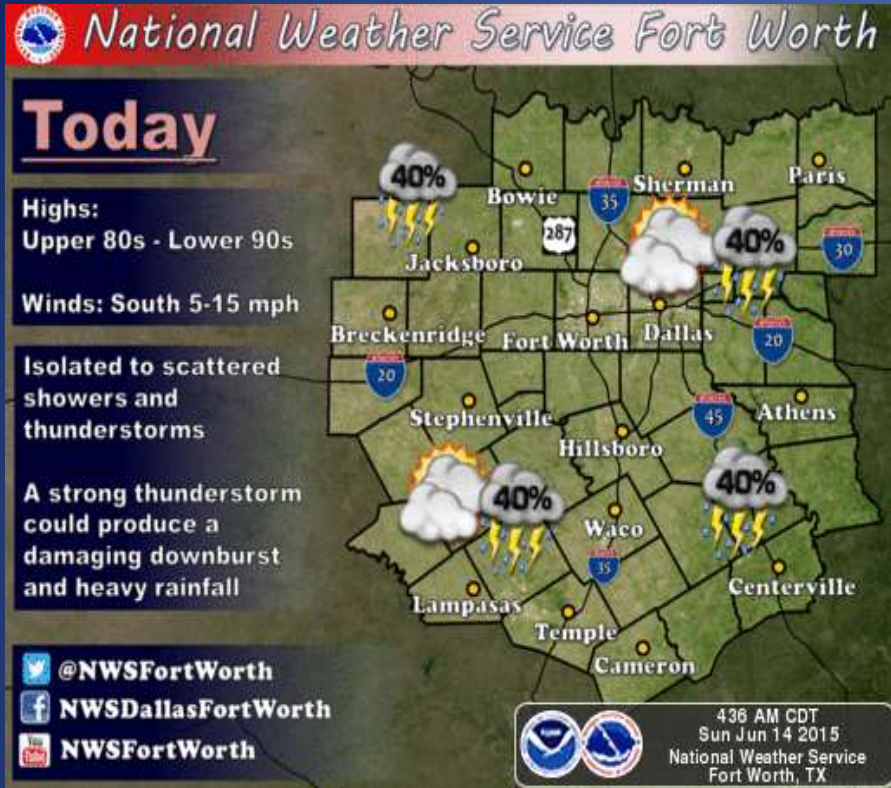 National Weather Service Fort Worth
Today
Highs:
Upper 80s - Lower 90s
Winds: South 5-15 mph
Isolated to scattered
showers and
thunderstorms
A strong thunderstorm
could produce a
damaging downburst
and heavy rainfall
@NWSFortWorth
NWSDallasFortWorth
You
Tube
NWSFortWorth
40%
Bowie
35
Sherman
Paris
287
40%
30
Jacksboro
Breckenridge
Fort Worth
Dallas
20
20
Stephenville
45
Athens
Hillsboro
40%
40%
Waco
35
Lampasas
Centerville
Temple
Cameron
436 AM CDT
Sun Jun 14 2015
National Weather Service
Fort Worth, TX